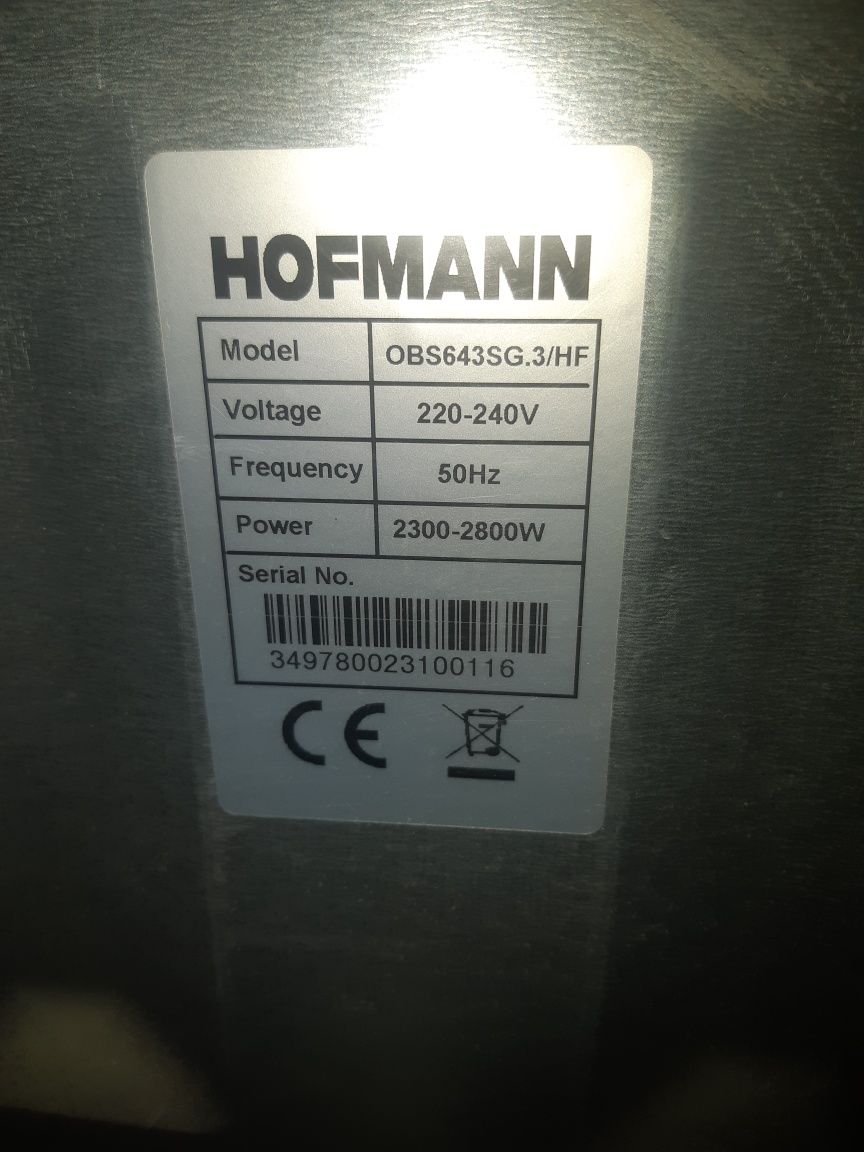 HOFMANN
Model OBS643SG.3/HF
Voltage 220-240V
Frequency 50Hz
Power 2300-2800W
Serial No.
349780023100116
CE